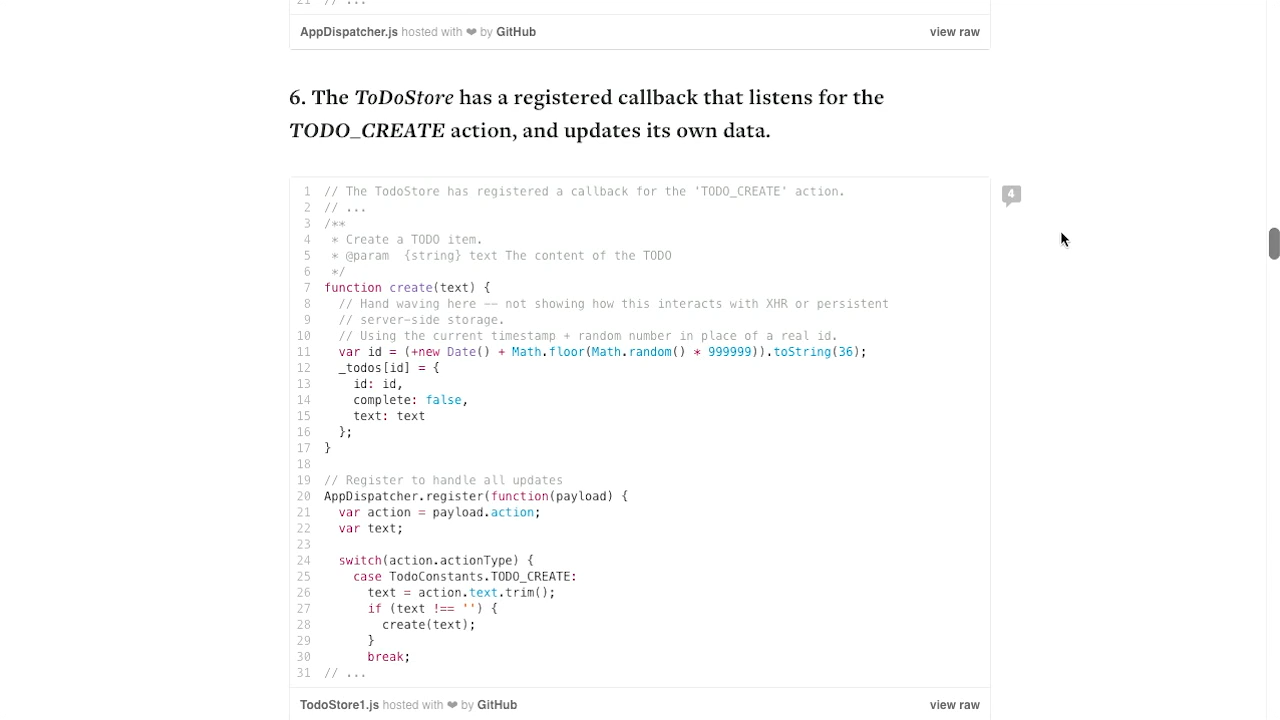 21 // ...
AppDispatcher.js hosted with ❤ by GitHub view raw
6. The ToDoStore has a registered callback that listens for the
TODO_CREATE action, and updates its own data.
1 // The TodoStore has registered a callback for the 'TODO_CREATE' action.
4
2 // ...
3 /**
4  * Create a TODO item.
5  * @param  {string} text The content of the TODO
6  */
7 function create(text) {
8   // Hand waving here -- not showing how this interacts with XHR or persistent
9   // server-side storage.
10   // Using the current timestamp + random number in place of a real id.
11   var id = (+new Date() + Math.floor(Math.random() * 999999)).toString(36);
12   _todos[id] = {
13     id: id,
14     complete: false,
15     text: text
16   };
17 }
18
19 // Register to handle all updates
20 AppDispatcher.register(function(payload) {
21   var action = payload.action;
22   var text;
23
24   switch(action.actionType) {
25     case TodoConstants.TODO_CREATE:
26       text = action.text.trim();
27       if (text !== '') {
28         create(text);
29       }
30       break;
31 // ...
TodoStore1.js hosted with ❤ by GitHub view raw